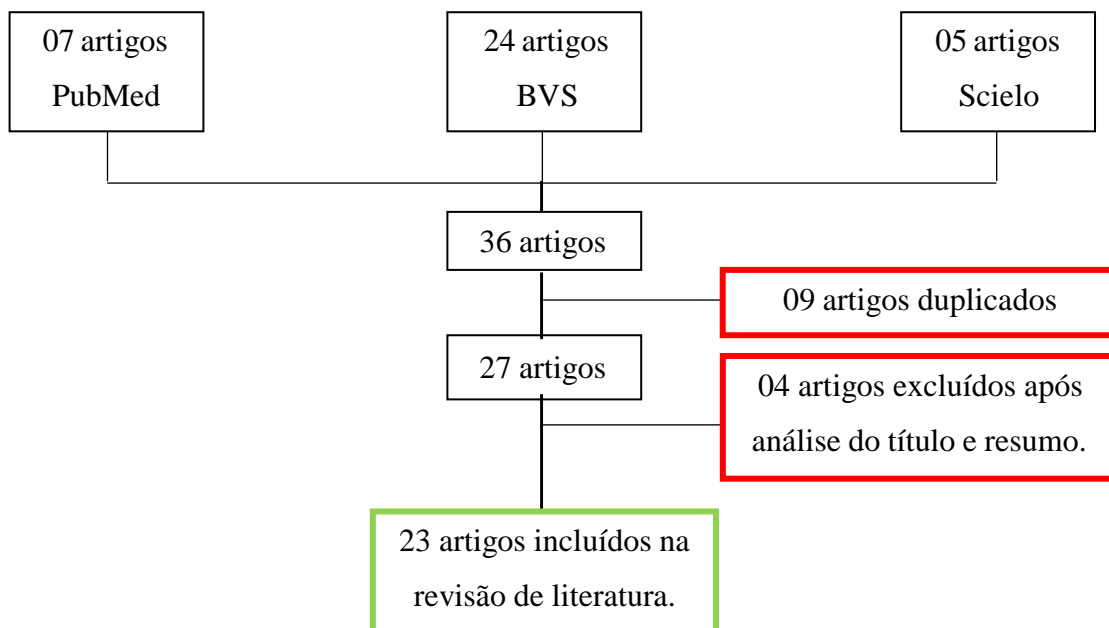 07 artigos
PubMed
24 artigos
BVS
05 artigos
Scielo
36 artigos
09 artigos duplicados
27 artigos
04 artigos excluídos após
análise do título e resumo.
23 artigos incluídos na
revisão de literatura.